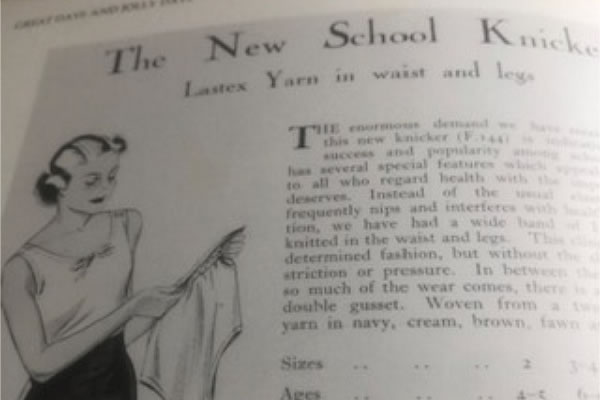 GREAT DAYS AND JOLLY DAYS
The New School Knicke
Lastex Yarn in waist and legs
THE enormous demand we have
this new knicker (F.144) is
success and popularity among
has several special features which
to all who regard health with the
deserves. Instead of the usual
frequently nips and interferes with
tion, we have had a wide band of
knitted in the waist and legs. This
determined fashion, but without the
striction or pressure. In between the
so much of the wear comes, there is a
double gusset. Woven from a
yarn in navy, cream, brown, fawn
Sizes .. .. .. 2 3-4
Ages .. .. .. 4-5